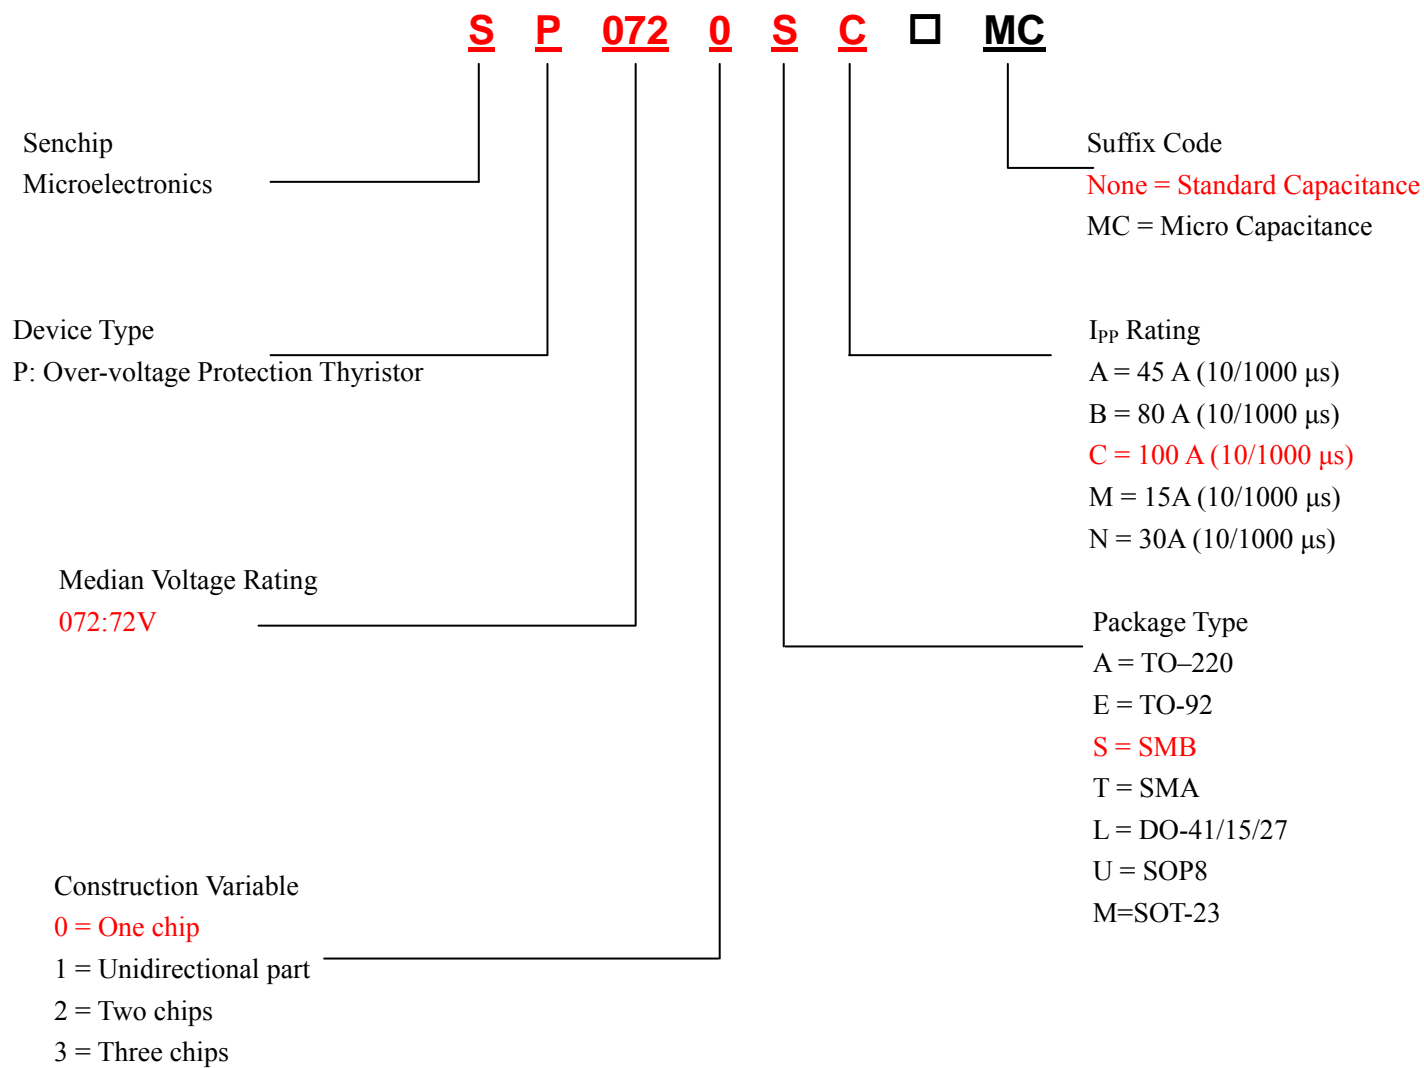 S P 072 0 S C □ MC
Senchip
Microelectronics
Suffix Code
None = Standard Capacitance
MC = Micro Capacitance
Device Type
P: Over-voltage Protection Thyristor
IPP Rating
A = 45 A (10/1000 μs)
B = 80 A (10/1000 μs)
C = 100 A (10/1000 μs)
M = 15A (10/1000 μs)
N = 30A (10/1000 μs)
Median Voltage Rating
072:72V
Package Type
A = TO–220
E = TO-92
S = SMB
T = SMA
L = DO-41/15/27
U = SOP8
M=SOT-23
Construction Variable
0 = One chip
1 = Unidirectional part
2 = Two chips
3 = Three chips